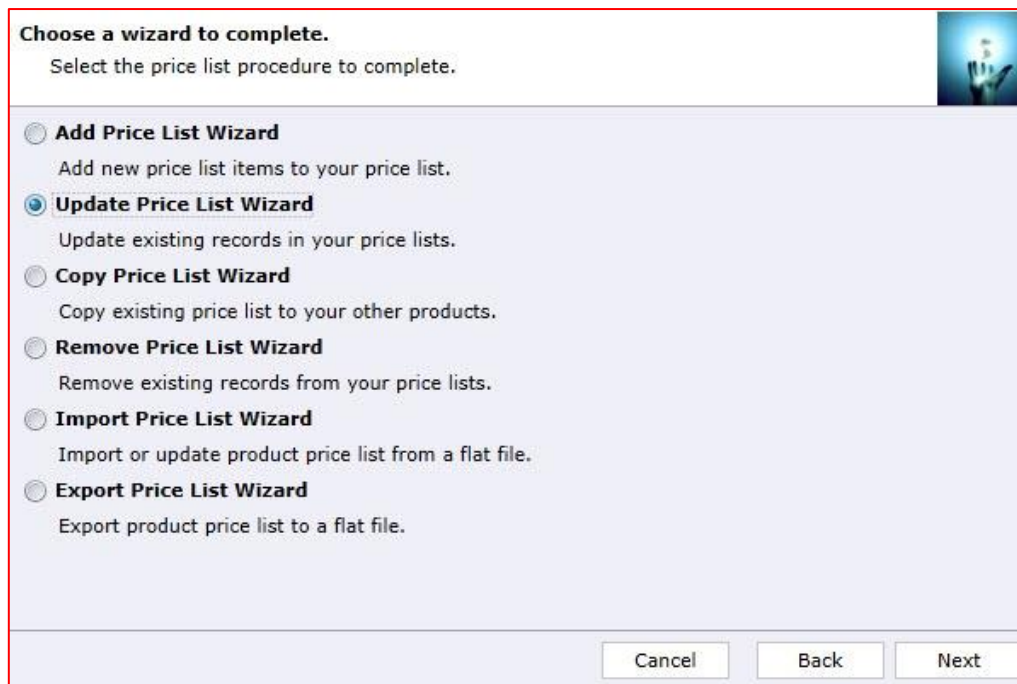 Choose a wizard to complete.
Select the price list procedure to complete.
Add Price List Wizard
Add new price list items to your price list.
Update Price List Wizard
Update existing records in your price lists.
Copy Price List Wizard
Copy existing price list to your other products.
Remove Price List Wizard
Remove existing records from your price lists.
Import Price List Wizard
Import or update product price list from a flat file.
Export Price List Wizard
Export product price list to a flat file.
Cancel Back Next